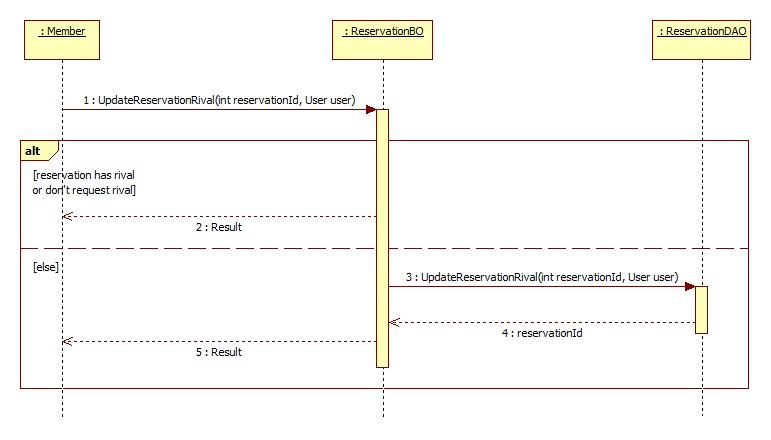 : Member
: ReservationBO
: ReservationDAO
1 : UpdateReservationRival(int reservationId, User user)
alt
[reservation has rival
or don't request rival]
2 : Result
[else]
3 : UpdateReservationRival(int reservationId, User user)
4 : reservationId
5 : Result